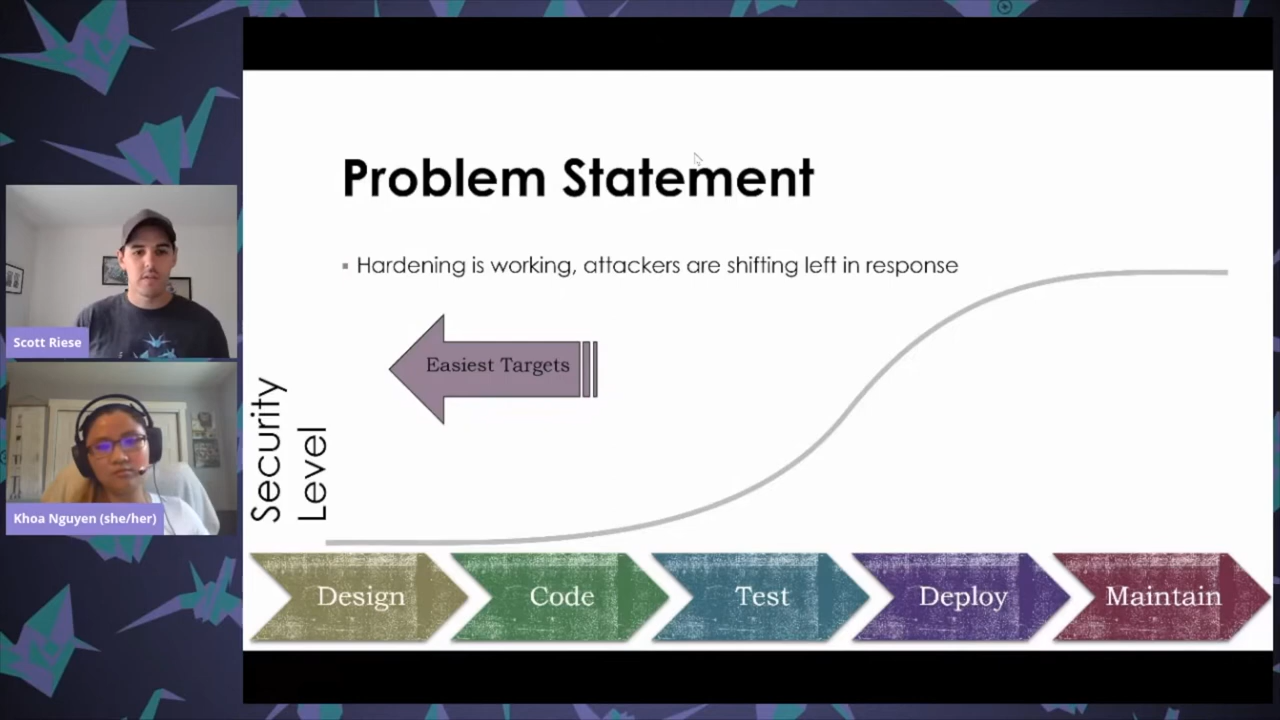 Problem Statement
▪ Hardening is working, attackers are shifting left in response
Easiest Targets
Security
Level
Design
Code
Test
Deploy
Maintain
Scott Riese
Khoa Nguyen (she/her)